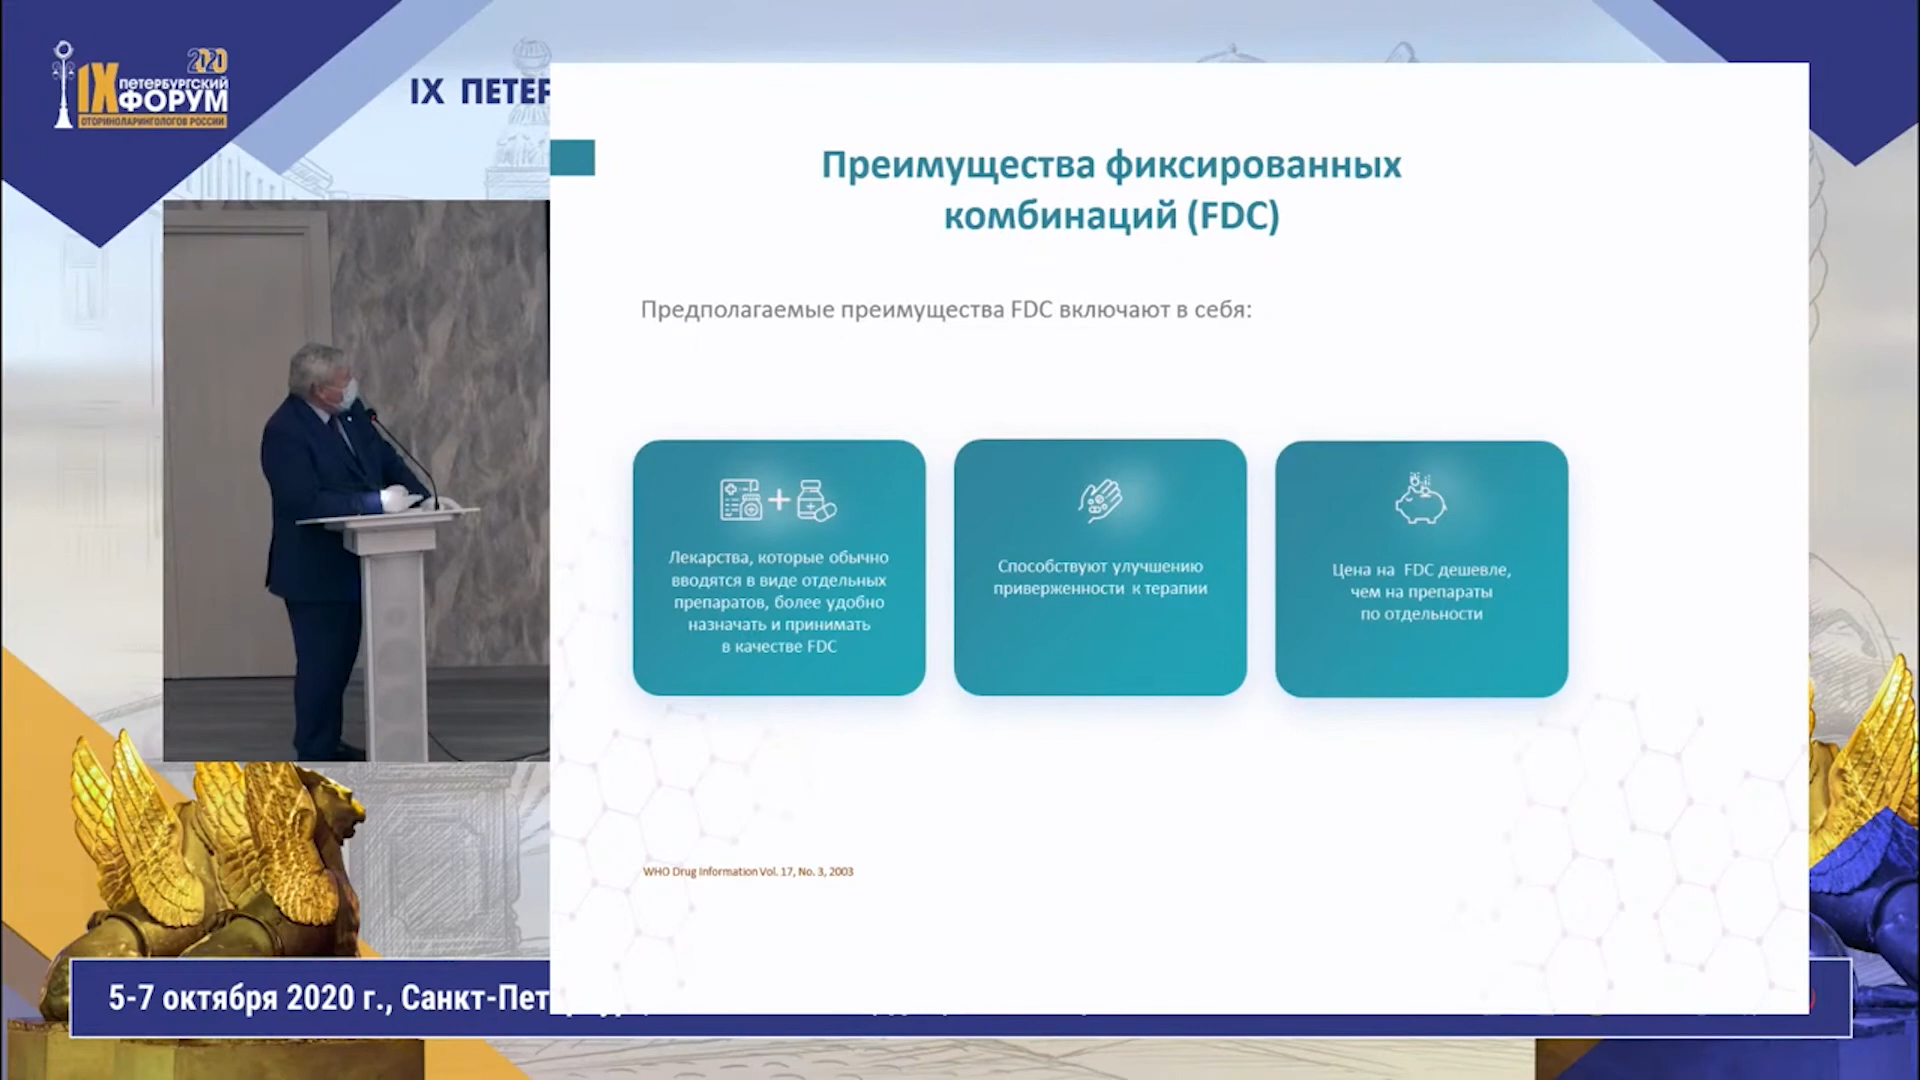 2020
IX ПЕТЕРБУРГСКИЙ
ФОРУМ
ОТОРИНОЛАРИНГОЛОГОВ РОССИИ
IX ПЕТЕР
Преимущества фиксированных
комбинаций (FDC)
Предполагаемые преимущества FDC включают в себя:
Лекарства, которые обычно
вводятся в виде отдельных
препаратов, более удобно
назначать и принимать
в качестве FDC
Способствуют улучшению
приверженности к терапии
Цена на FDC дешевле,
чем на препараты
по отдельности
WHO Drug Information Vol. 17, No. 3, 2003
5-7 октября 2020 г., Санкт-Пет